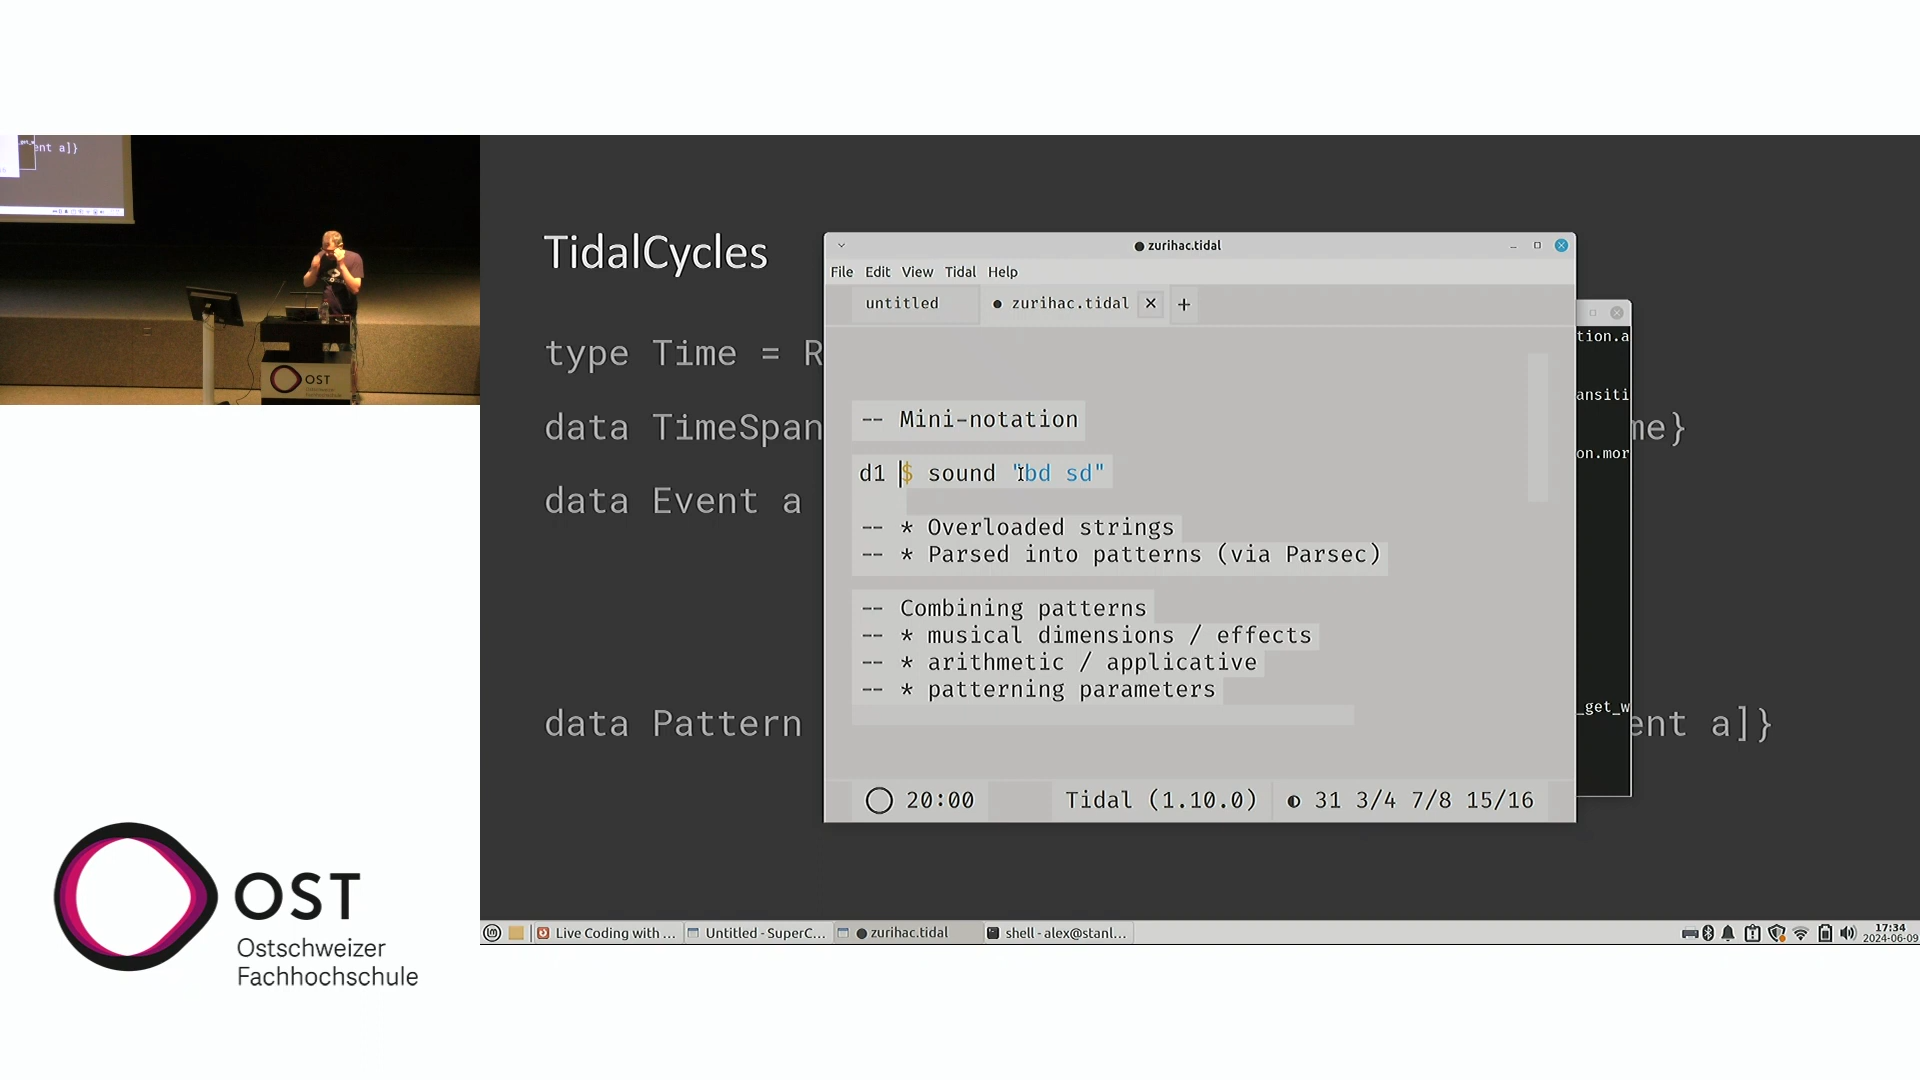 ent a]}
OST
TidalCycles
type Time = R
data TimeSpan
me}
data Event a
data Pattern
ent a]}
zurihac.tidal
File Edit View Tidal Help
untitled
● zurihac.tidal × +
-- Mini-notation
d1 $ sound "bd sd"
-- * Overloaded strings
-- * Parsed into patterns (via Parsec)
-- Combining patterns
-- * musical dimensions / effects
-- * arithmetic / applicative
-- * patterning parameters
20:00 Tidal (1.10.0) ◐ 31 3/4 7/8 15/16
tion.a
ansiti
on.mor
_get_w
Live Coding with ...
Untitled - SuperC...
● zurihac.tidal
shell - alex@stanl...
17:34
2024-06-09
OST
Ostschweizer
Fachhochschule